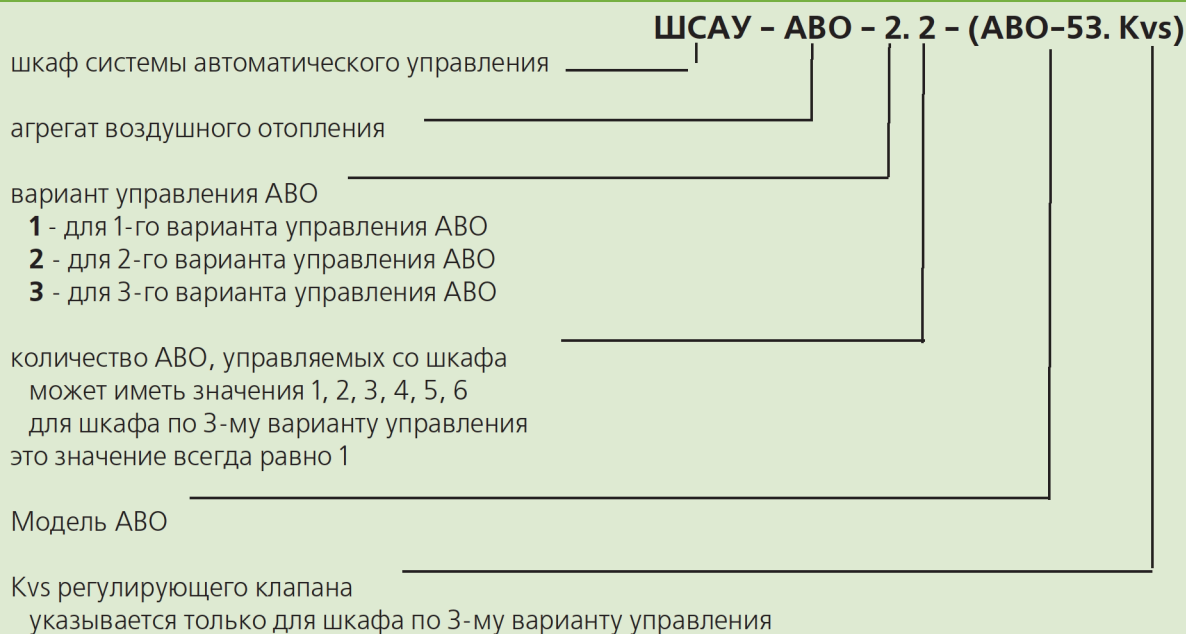 ШСАУ – АВО – 2. 2 – (АВО–53. Kvs)
шкаф системы автоматического управления
агрегат воздушного отопления
вариант управления АВО
1 - для 1-го варианта управления АВО
2 - для 2-го варианта управления АВО
3 - для 3-го варианта управления АВО
количество АВО, управляемых со шкафа
может иметь значения 1, 2, 3, 4, 5, 6
для шкафа по 3-му варианту управления
это значение всегда равно 1
Модель АВО
Kvs регулирующего клапана
указывается только для шкафа по 3-му варианту управления